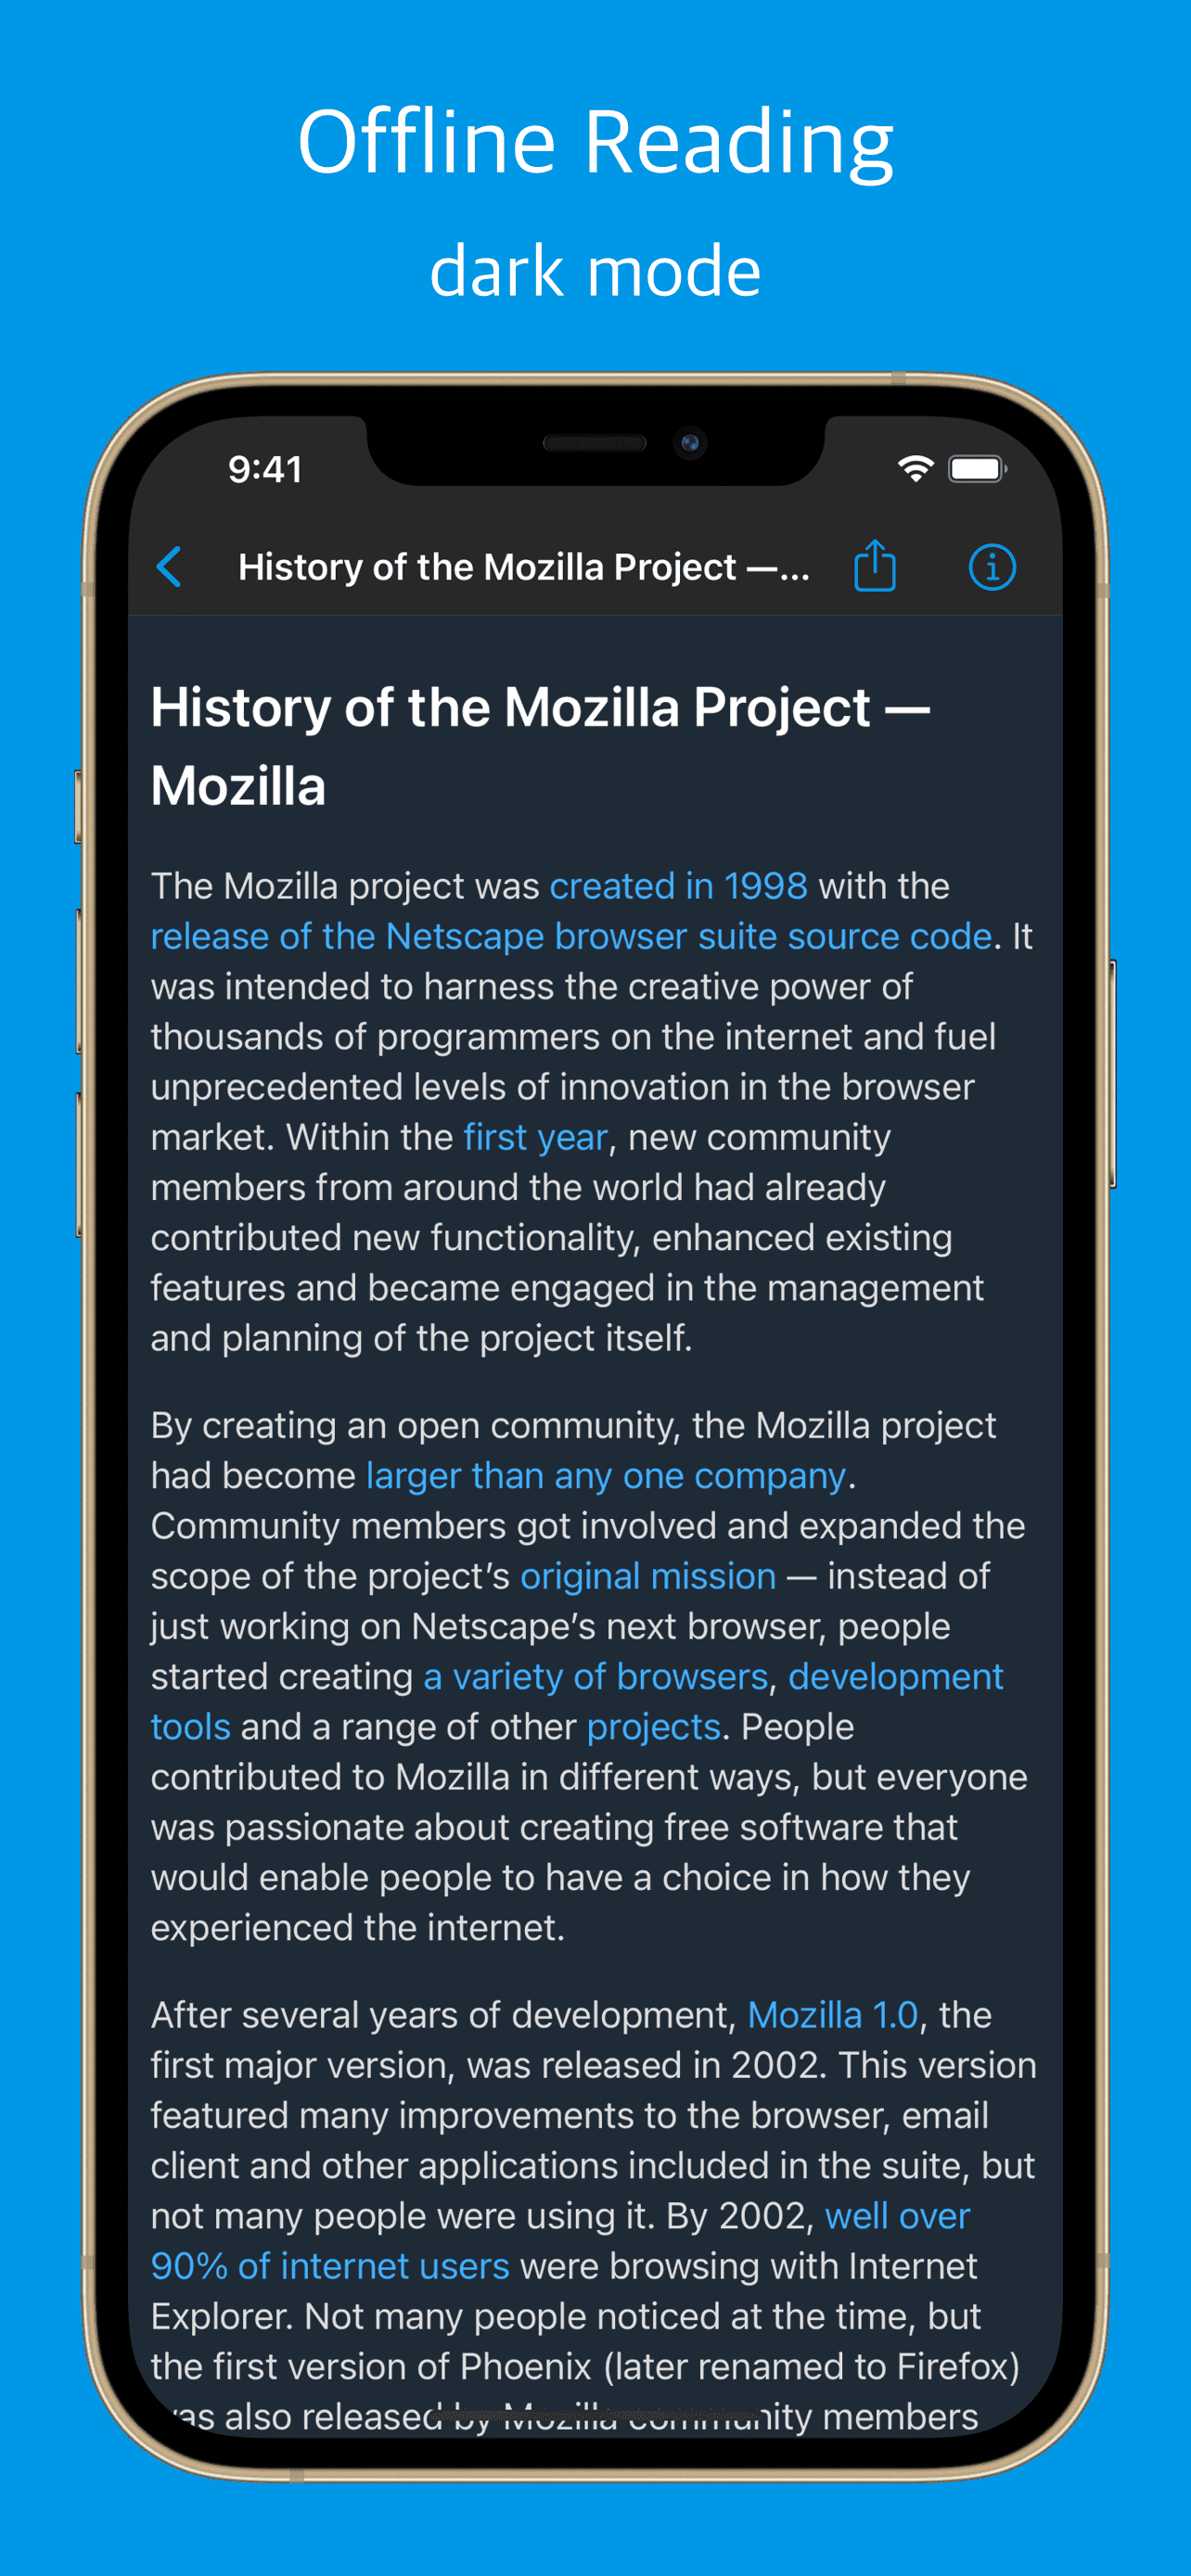 Offline Reading
dark mode
9:41
History of the Mozilla Project —...
History of the Mozilla Project —
Mozilla
The Mozilla project was created in 1998 with the
release of the Netscape browser suite source code. It
was intended to harness the creative power of
thousands of programmers on the internet and fuel
unprecedented levels of innovation in the browser
market. Within the first year, new community
members from around the world had already
contributed new functionality, enhanced existing
features and became engaged in the management
and planning of the project itself.
By creating an open community, the Mozilla project
had become larger than any one company.
Community members got involved and expanded the
scope of the project’s original mission — instead of
just working on Netscape’s next browser, people
started creating a variety of browsers, development
tools and a range of other projects. People
contributed to Mozilla in different ways, but everyone
was passionate about creating free software that
would enable people to have a choice in how they
experienced the internet.
After several years of development, Mozilla 1.0, the
first major version, was released in 2002. This version
featured many improvements to the browser, email
client and other applications included in the suite, but
not many people were using it. By 2002, well over
90% of internet users were browsing with Internet
Explorer. Not many people noticed at the time, but
the first version of Phoenix (later renamed to Firefox)
was also released by Mozilla community members